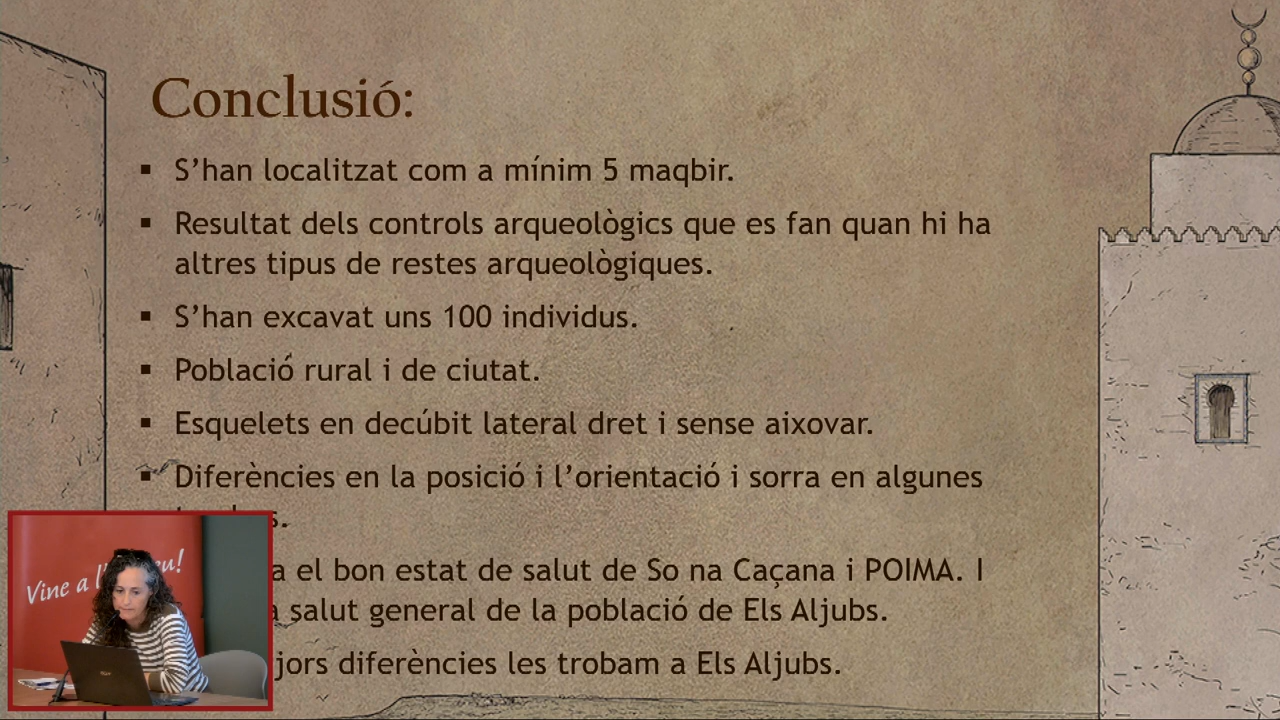 Conclusió:
▪ S’han localitzat com a mínim 5 maqbir.
▪ Resultat dels controls arqueològics que es fan quan hi ha
altres tipus de restes arqueològiques.
▪ S’han excavat uns 100 individus.
▪ Població rural i de ciutat.
▪ Esquelets en decúbit lateral dret i sense aixovar.
▪ Diferències en la posició i l’orientació i sorra en algunes
el bon estat de salut de So na Caçana i POIMA. I
salut general de la població de Els Aljubs.
diferències les trobam a Els Aljubs.
Vine a